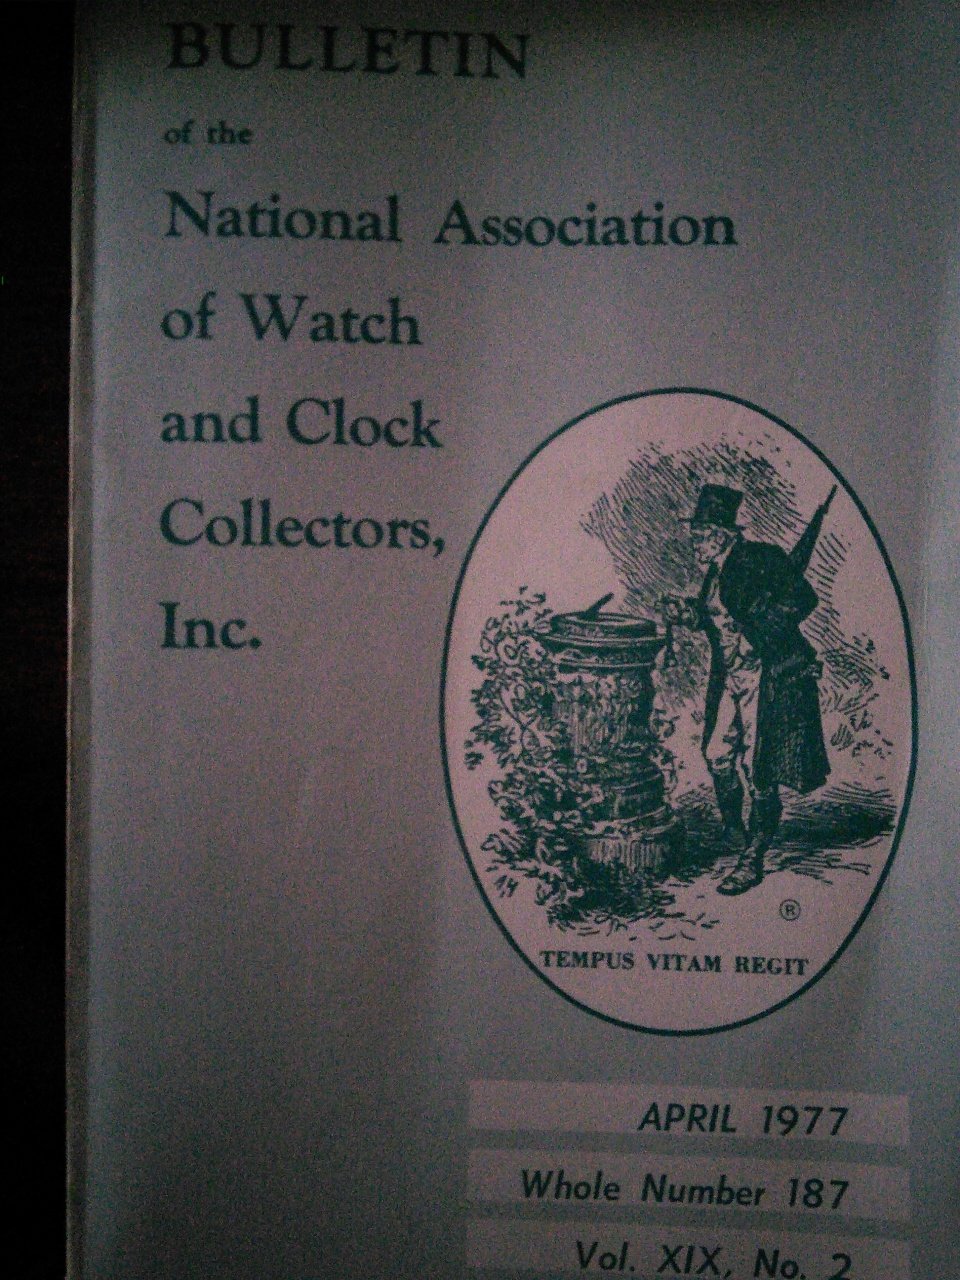 BULLETIN
of the
National Association
of Watch
and Clock
Collectors,
Inc.
®
TEMPUS VITAM REGIT
APRIL 1977
Whole Number 187
Vol. XIX, No. 2